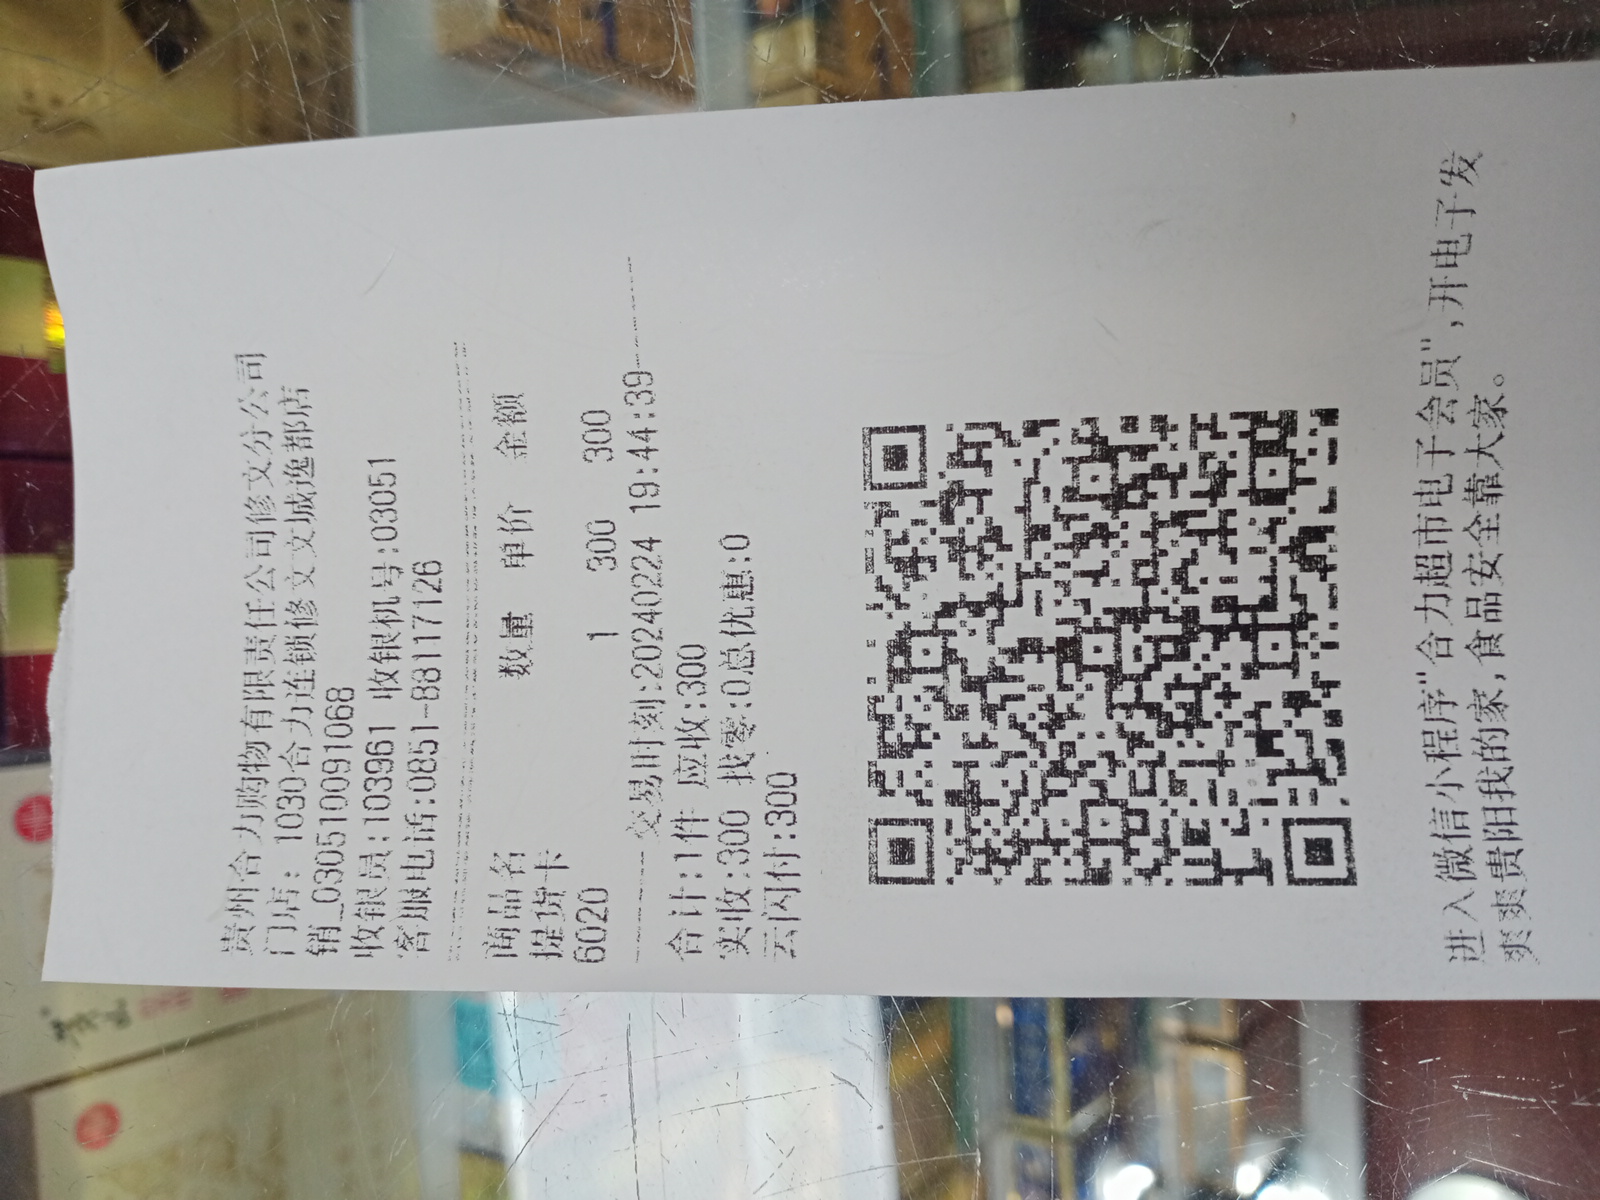 贵州合力购物有限责任公司修文分公司
门店: 1030合力连锁修文文城逸都店
销_030510091068
收银员:103961 收银机号:03051
客服电话:0851-88117126
商品名 数量 单价 金额
提货卡
6020 1 300 300
交易时刻:20240224 19:44:39
合计:1件 应收:300
实收:300 找零:0总优惠:0
云闪付:300
进入微信小程序"合力超市电子会员",开电子发
爽爽贵阳我的家,食品安全靠大家。